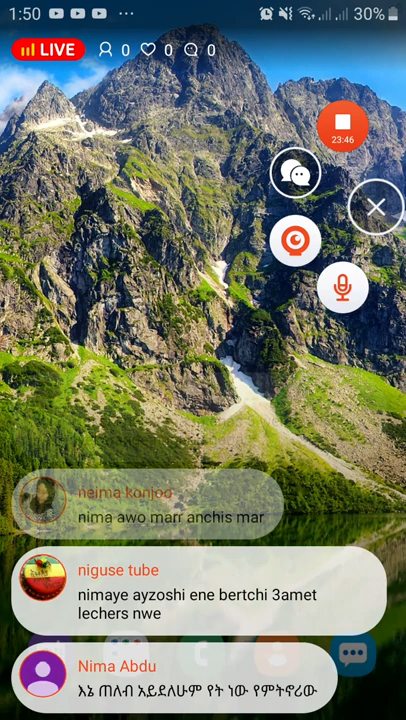 1:50
30%
LIVE
0
0
0
23:46
neima konjoo
nima awo marr anchis mar
niguse tube
nimaye ayzoshi ene bertchi 3amet
lechers nwe
Nima Abdu
እኔ ጠለብ አይደለሁም የት ነው የምትኖሪው